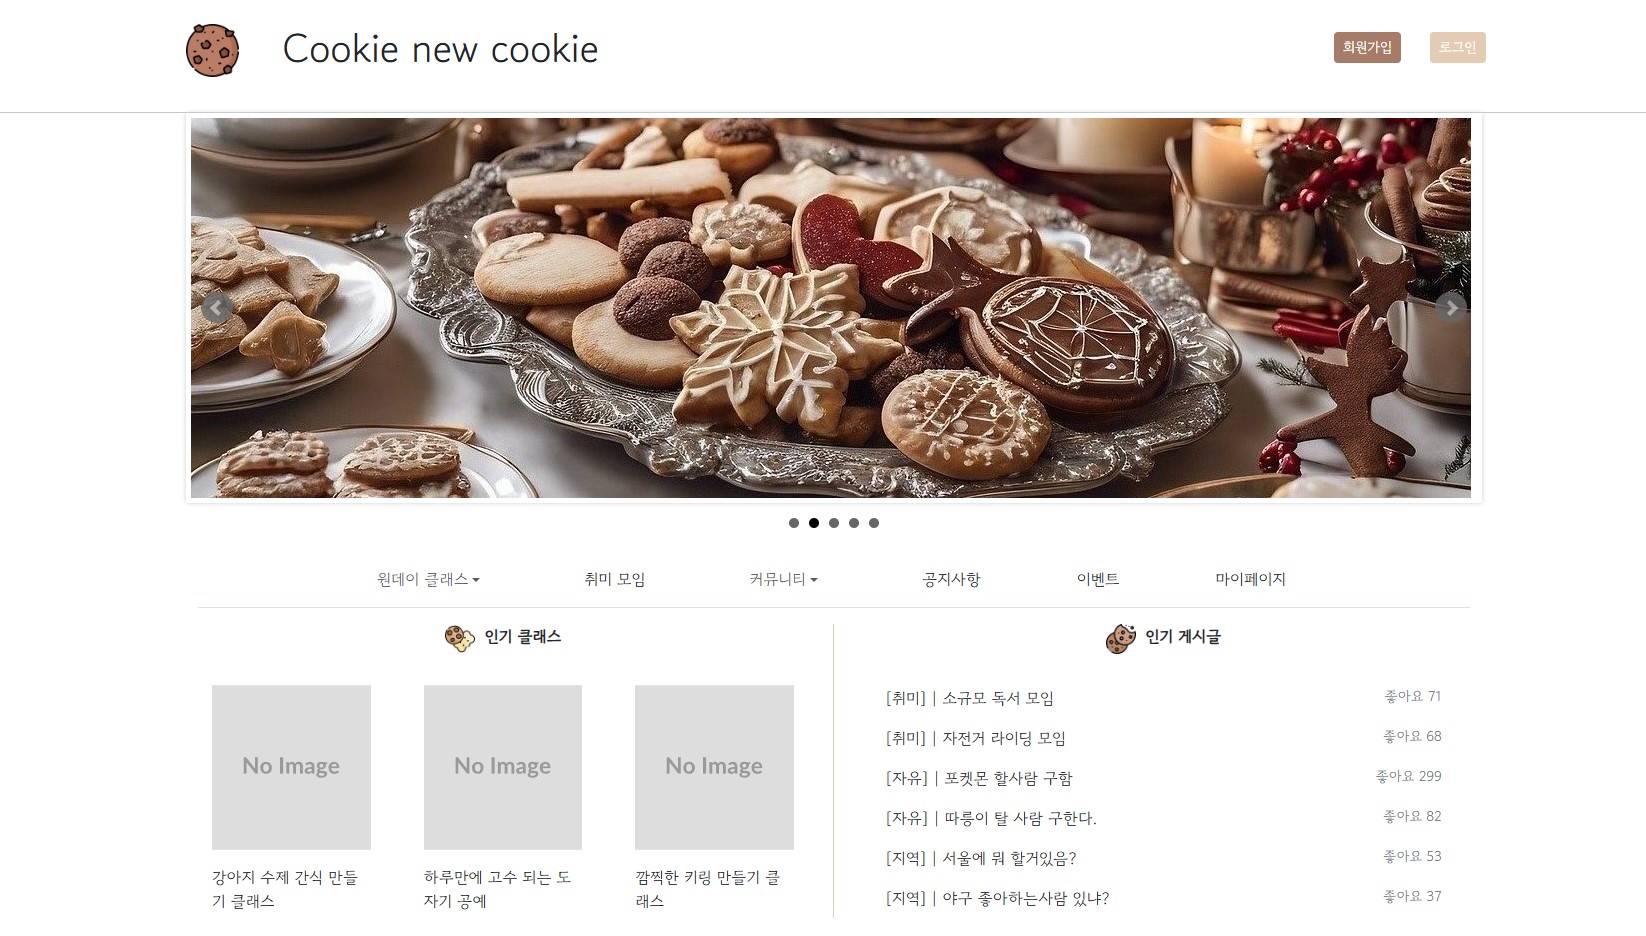 Cookie new cookie
회원가입
로그인
원데이 클래스
취미 모임
커뮤니티
공지사항
이벤트
마이페이지
인기 클래스
No Image
No Image
No Image
강아지 수제 간식 만들
기 클래스
하루만에 고수 되는 도
자기 공예
깜찍한 키링 만들기 클
래스
인기 게시글
[취미] | 소규모 독서 모임 좋아요 71
[취미] | 자전거 라이딩 모임 좋아요 68
[자유] | 포켓몬 할사람 구함 좋아요 299
[자유] | 따릉이 탈 사람 구한다. 좋아요 82
[지역] | 서울에 뭐 할거있음? 좋아요 53
[지역] | 야구 좋아하는사람 있냐? 좋아요 37